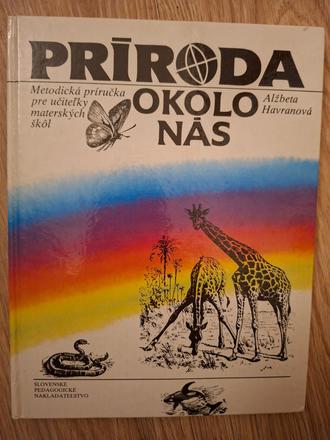 PRÍRODA
OKOLO
NÁS
Metodická príručka
pre učiteľky
materských
škôl
Alžbeta
Havranová
SLOVENSKÉ
PEDAGOGICKÉ
NAKLADATEĽSTVO